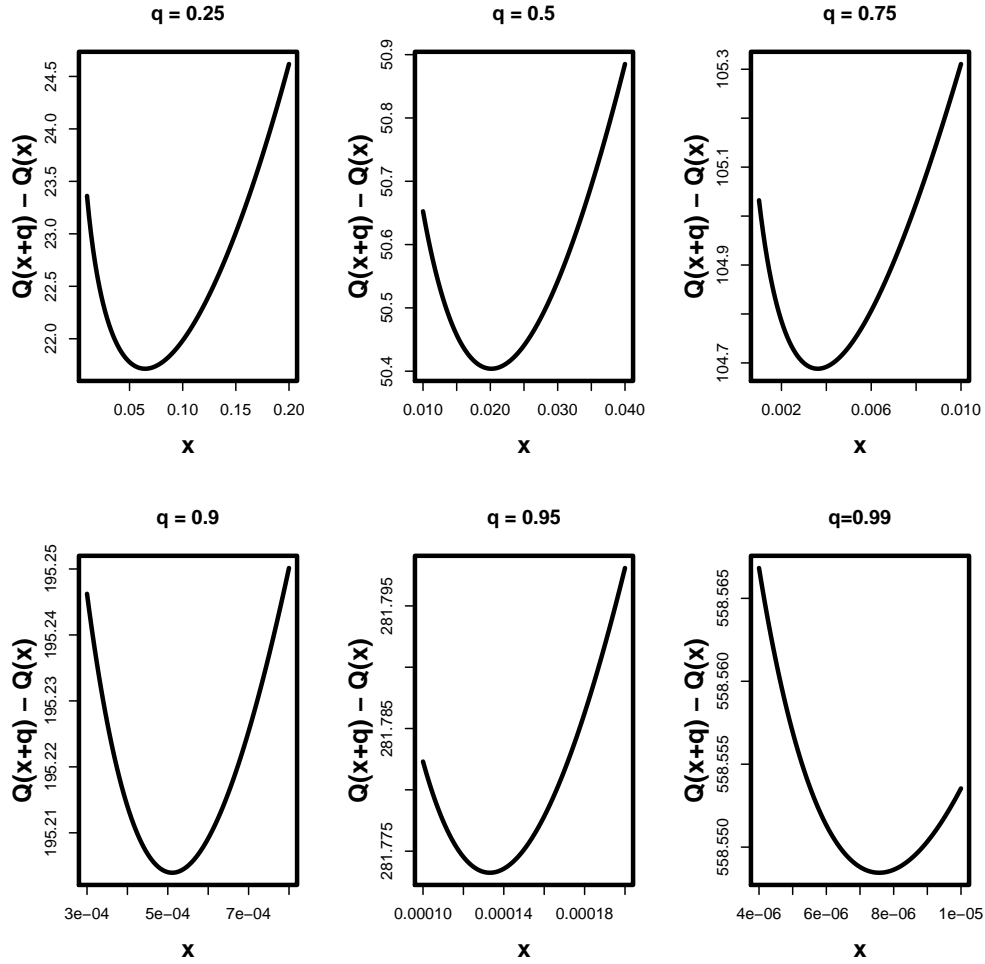 q = 0.25
Q(x+q) − Q(x)
24.5
24.0
23.5
23.0
22.5
22.0
0.05 0.10 0.15 0.20
x
q = 0.5
Q(x+q) − Q(x)
50.9
50.8
50.7
50.6
50.5
50.4
0.010 0.020 0.030 0.040
x
q = 0.75
Q(x+q) − Q(x)
105.3
105.1
104.9
104.7
0.002 0.006 0.010
x
q = 0.9
Q(x+q) − Q(x)
195.25
195.24
195.23
195.22
195.21
3e−04 5e−04 7e−04
x
q = 0.95
Q(x+q) − Q(x)
281.795
281.785
281.775
0.00010 0.00014 0.00018
x
q=0.99
Q(x+q) − Q(x)
558.565
558.560
558.555
558.550
4e−06 6e−06 8e−06 1e−05
x